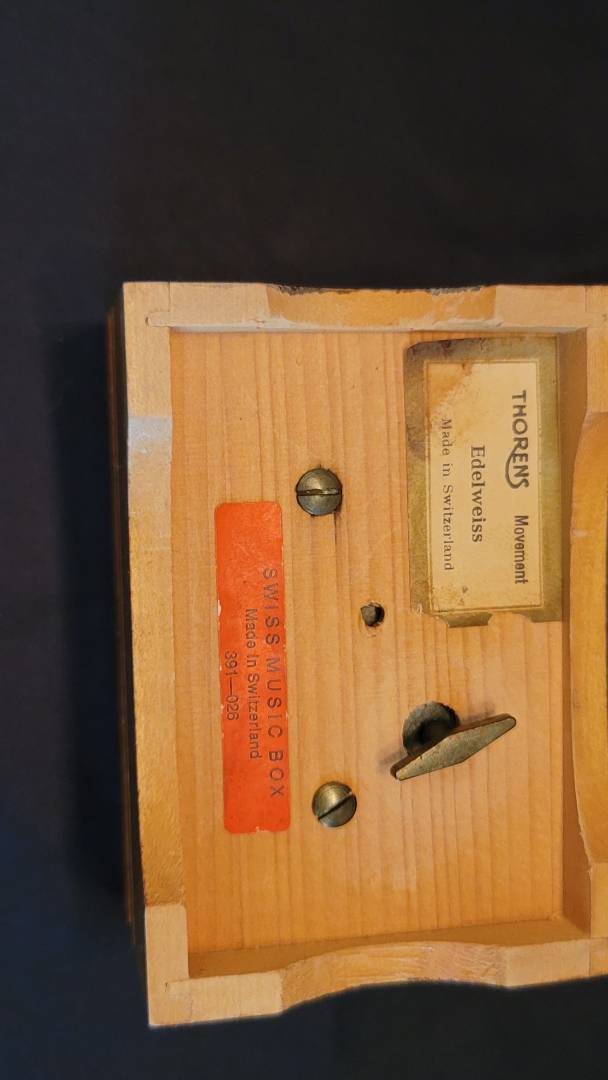 THORENS Movement
Edelweiss
Made in Switzerland
SWISS MUSIC BOX
Made in Switzerland
391—026